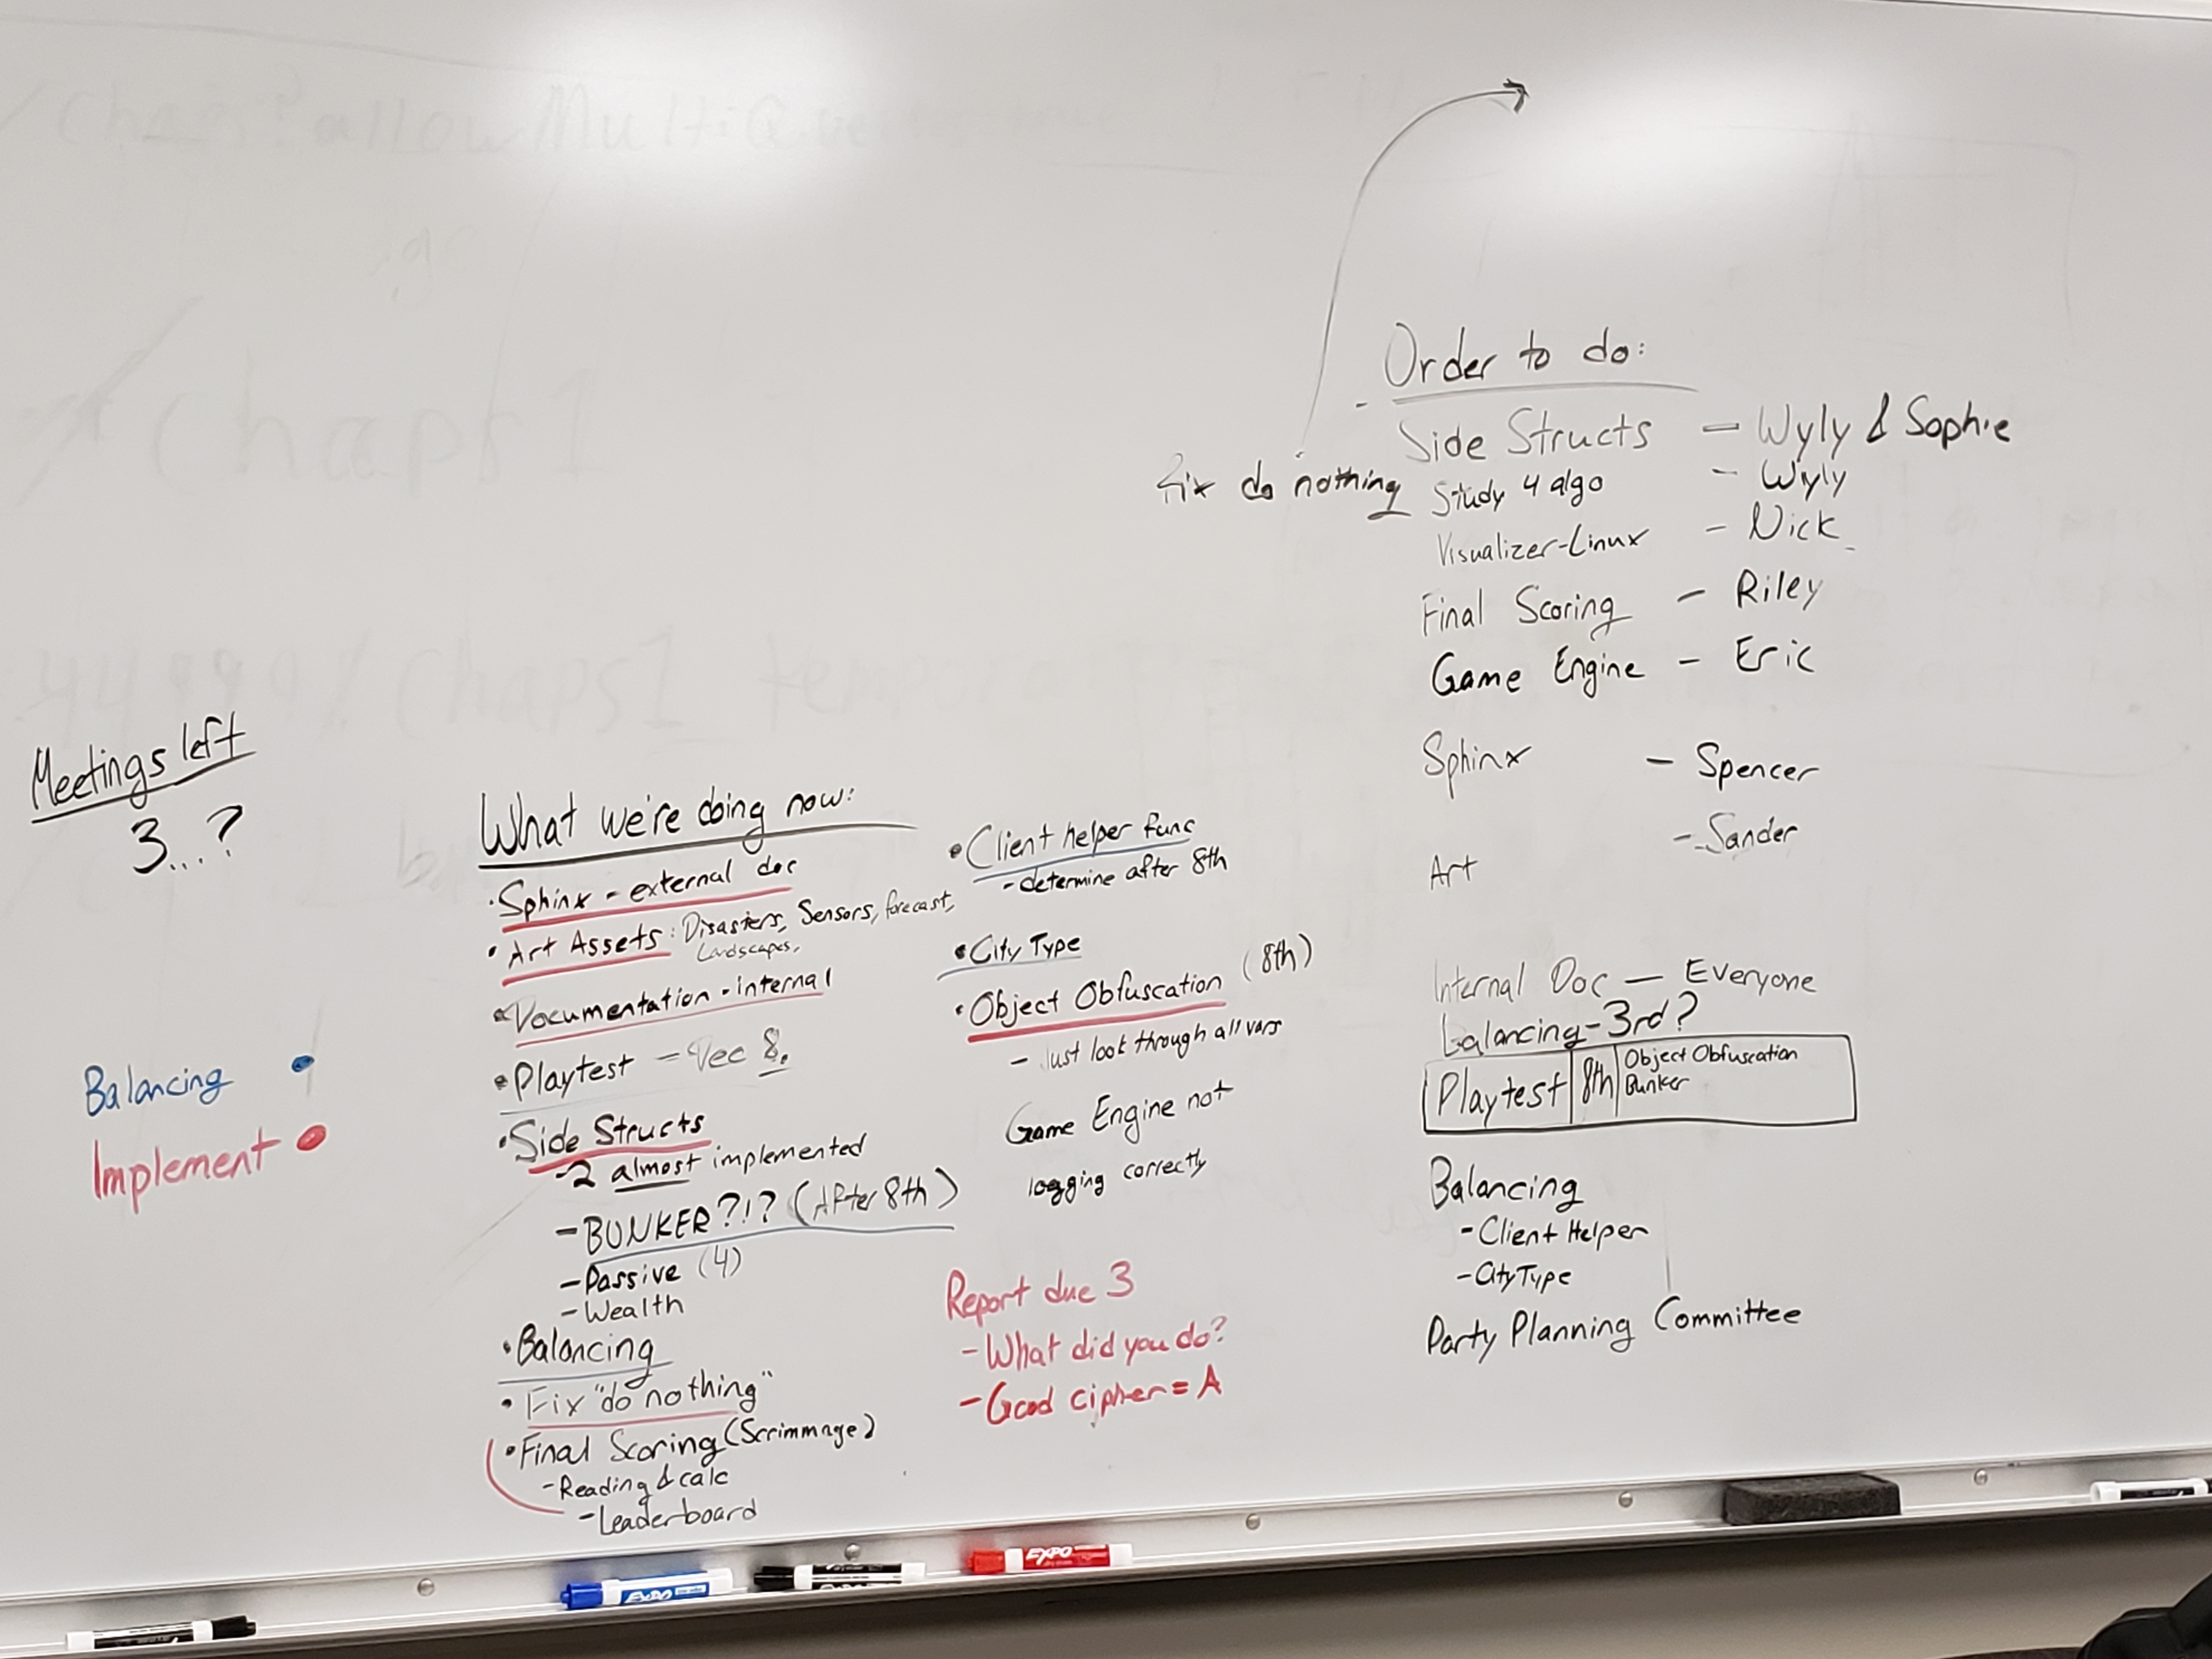 Meetings left
3...?
Balancing
Implement
What we're doing now:
• Sphinx - external doc
• Art Assets: Disasters, Sensors, forecast,
Landscapes,
• Documentation - internal
• Playtest - Dec 8.
• Side Structs
-2 almost implemented
- BUNKER?!? (After 8th)
- Passive (4)
- Wealth
• Balancing
• Fix "do nothing"
• Final Scoring (Scrimmage)
- Reading & calc
- Leaderboard
• Client helper func
- determine after 8th
• City Type
• Object Obfuscation (8th)
- Just look through all vars
Game Engine not
logging correctly
Report due 3
- What did you do?
- Good cipher = A
Order to do:
Side Structs - Wyly & Sophie
fix do nothing
Study 4 algo - Wyly
Visualizer-Linux - Nick
Final Scoring - Riley
Game Engine - Eric
Sphinx - Spencer
Art - Sander
Internal Doc - Everyone
balancing - 3rd?
Playtest | 8th | Object Obfuscation
Bunker
Balancing
- Client Helper
- City Type
Party Planning Committee
/chaps? allowMulti
chaps1
/chaps1
EXPO
EXPO